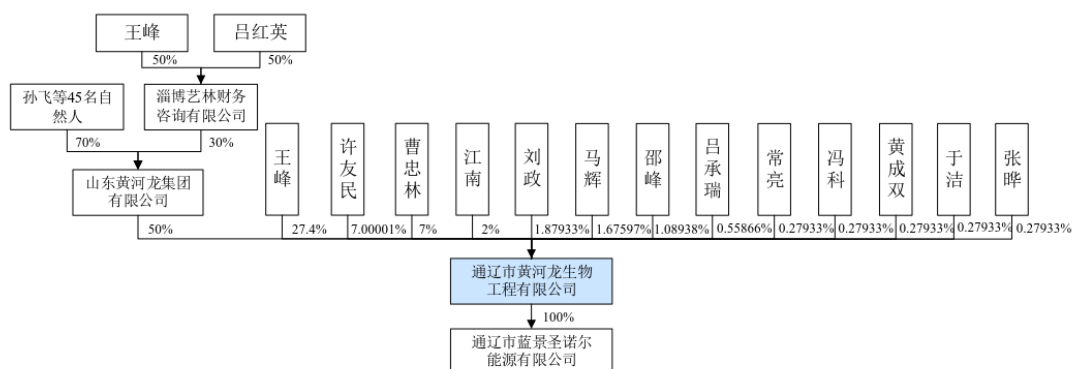 王峰
吕红英
50%
50%
孙飞等45名自
然人
淄博艺林财务
咨询有限公司
70%
30%
山东黄河龙集团
有限公司
王峰
许友民
曹忠林
江南
刘政
马辉
邵峰
吕承瑞
常亮
冯科
黄成双
于洁
张晔
50%
27.4%
7.00001%
7%
2%
1.87933%
1.67597%
1.08938%
0.55866%
0.27933%
0.27933%
0.27933%
0.27933%
0.27933%
通辽市黄河龙生物
工程有限公司
100%
通辽市蓝景圣诺尔
能源有限公司